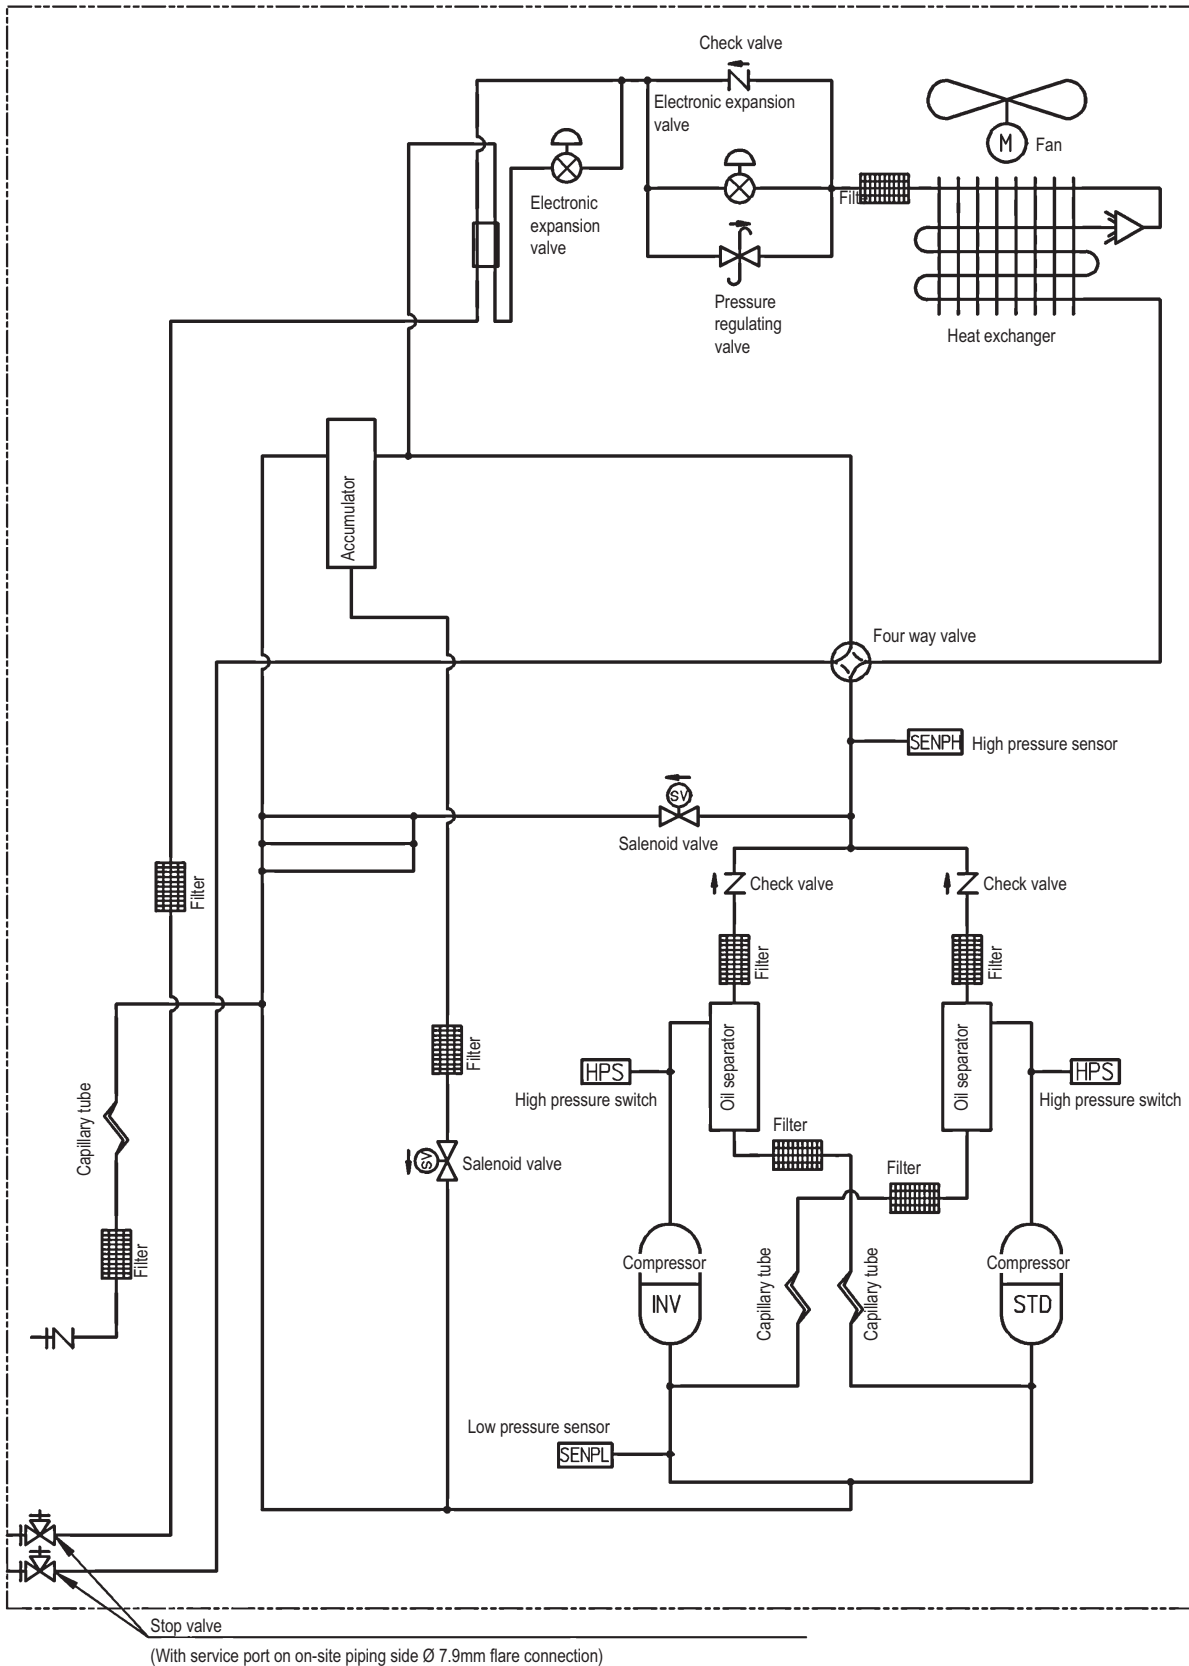 Check valve
Electronic expansion
valve
M
Fan
Electronic
expansion
valve
Filt
Pressure
regulating
valve
Heat exchanger
Accumulator
Four way valve
SENPH
High pressure sensor
SV
Salenoid valve
Check valve
Check valve
Filter
Filter
Filter
Filter
Oil separator
Oil separator
HPS
High pressure switch
HPS
High pressure switch
Capillary tube
Filter
SV
Salenoid valve
Filter
Filter
Compressor
INV
Capillary tube
Capillary tube
Compressor
STD
Low pressure sensor
SENPL
Stop valve
(With service port on on-site piping side Ø 7.9mm flare connection)